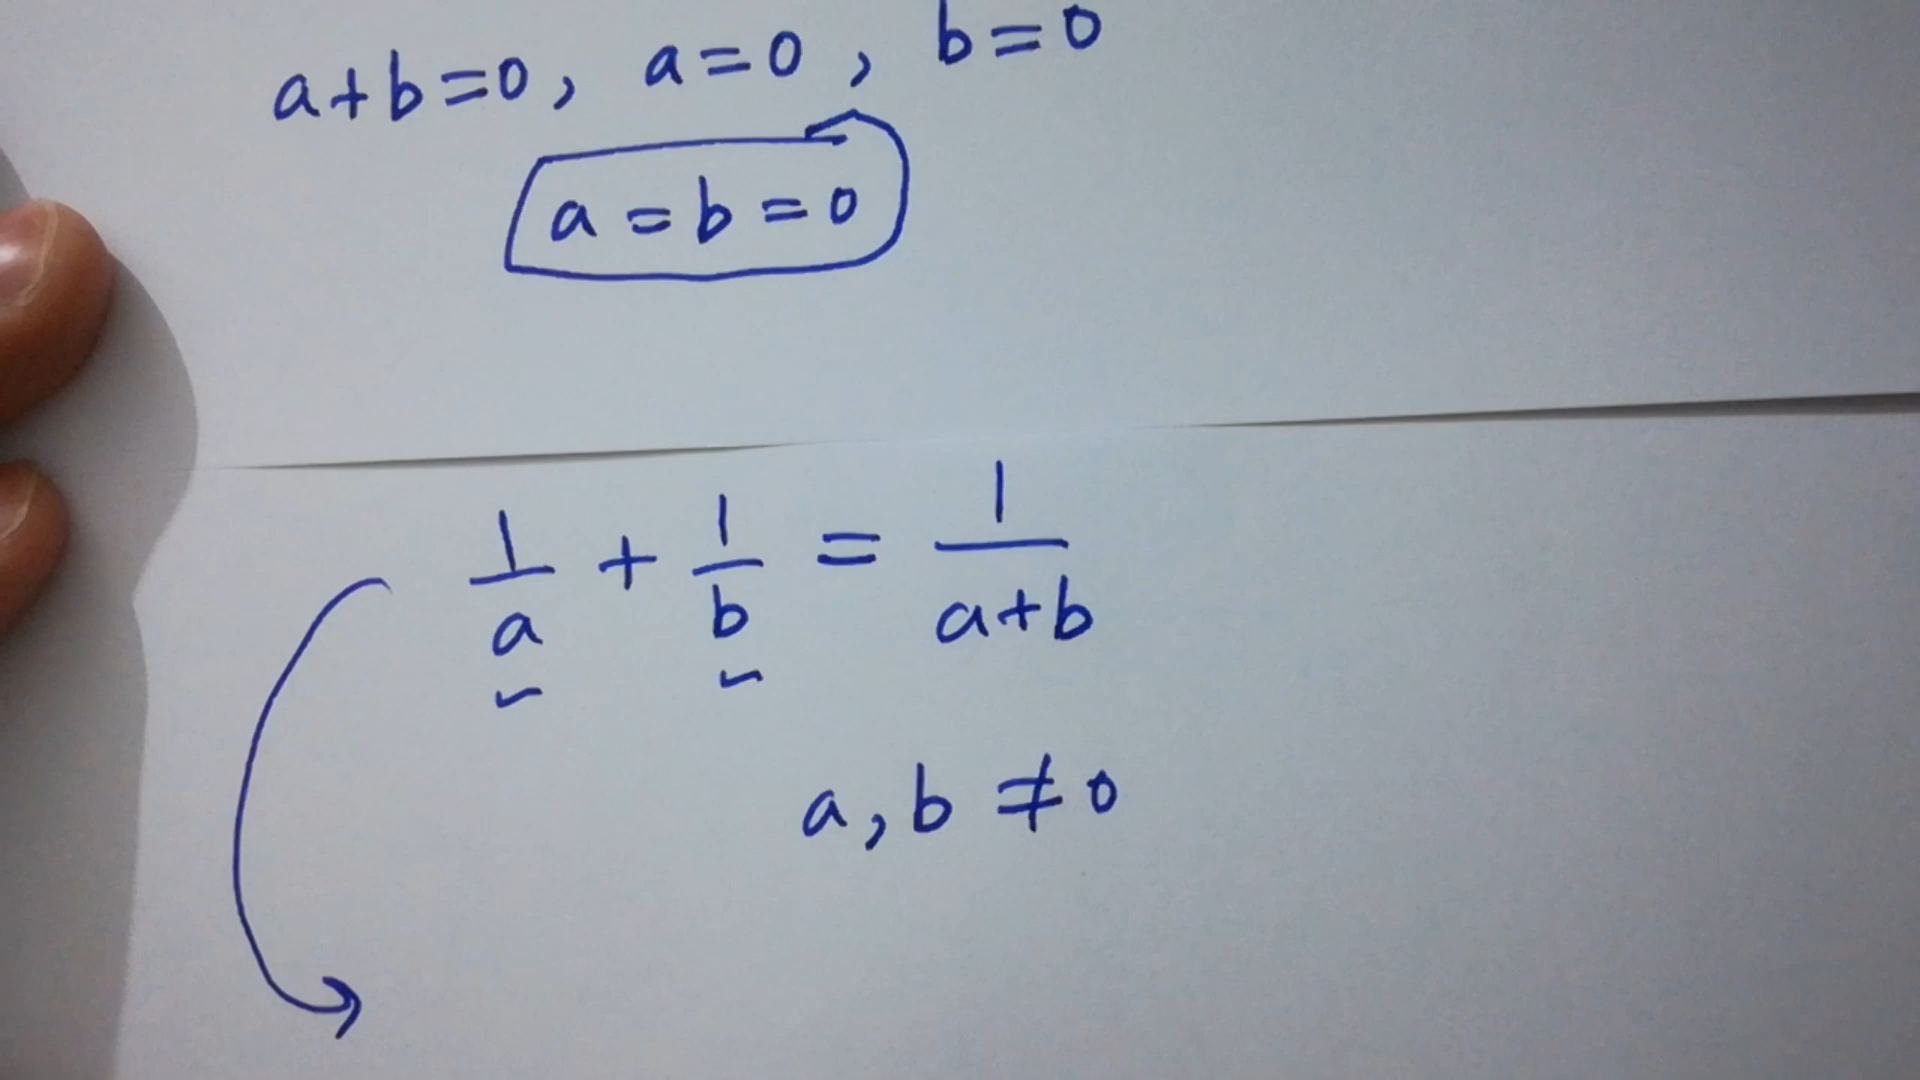 a+b=0, a=0, b=0
a=b=0
1/a + 1/b = 1/(a+b)
a,b ≠ 0